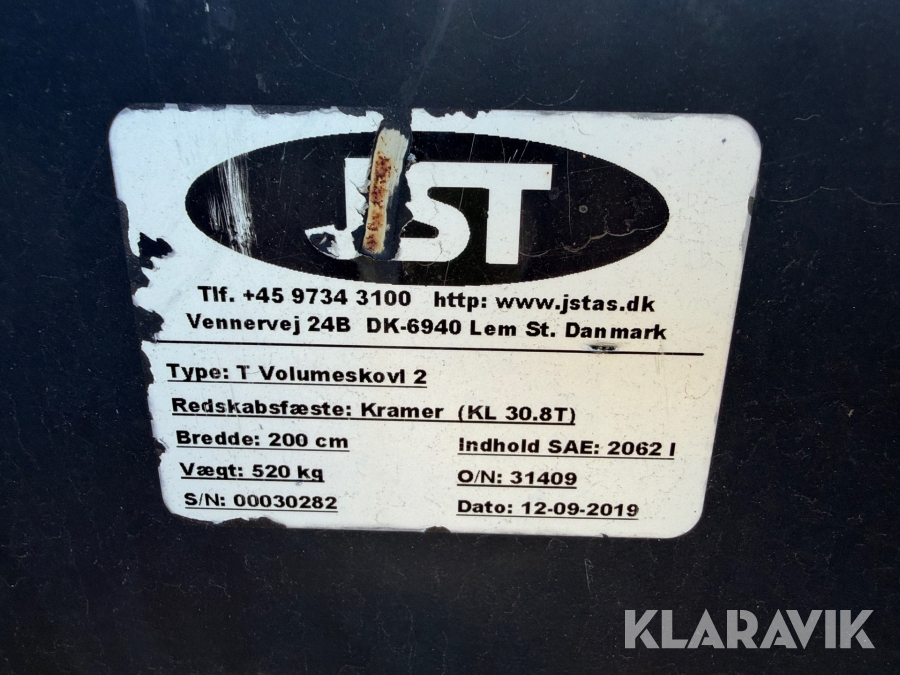 JST
Tlf. +45 9734 3100 http: www.jstas.dk
Vennervej 24B DK-6940 Lem St. Danmark
Type: T Volumeskovl 2
Redskabsfæste: Kramer (KL 30.8T)
Bredde: 200 cm
Indhold SAE: 2062 l
Vægt: 520 kg
O/N: 31409
S/N: 00030282
Dato: 12-09-2019
KLARAVIK